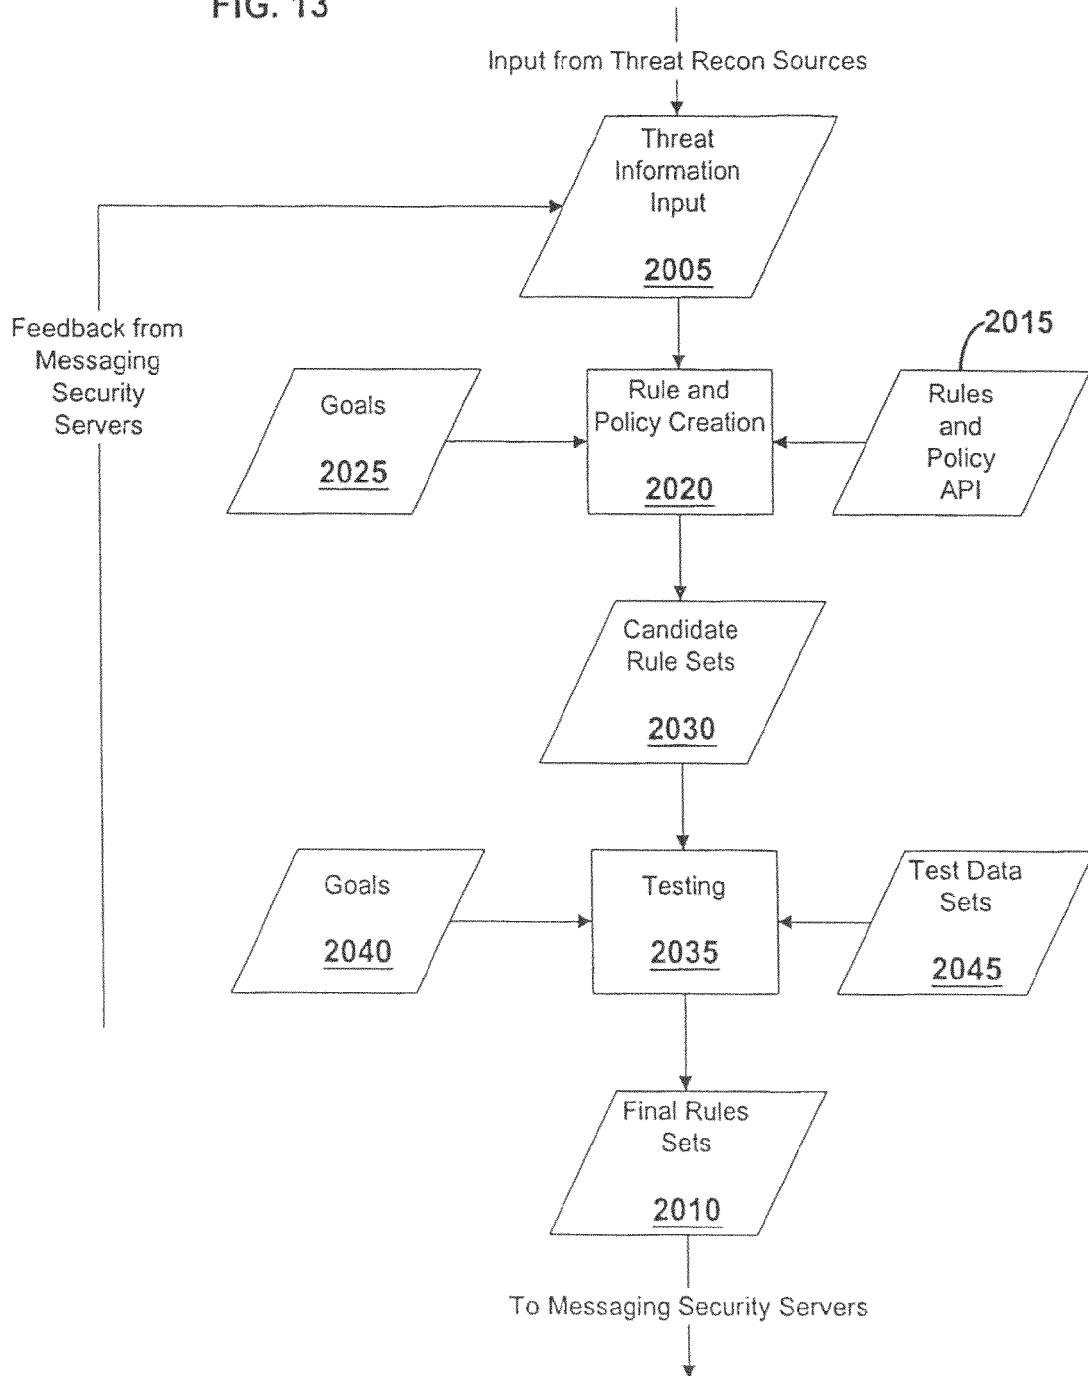 FIG. 13
Input from Threat Recon Sources
Threat
Information
Input
2005
Feedback from
Messaging
Security
Servers
2015
Goals
2025
Rule and
Policy Creation
2020
Rules
and
Policy
API
Candidate
Rule Sets
2030
Goals
2040
Testing
2035
Test Data
Sets
2045
Final Rules
Sets
2010
To Messaging Security Servers